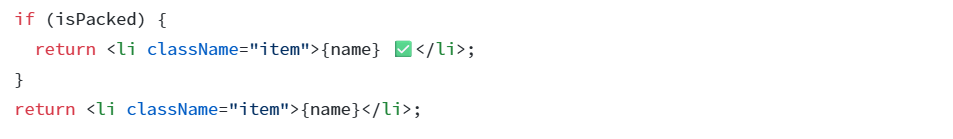 if (isPacked) {
  return <li className="item">{name} ✅</li>;
}
return <li className="item">{name}</li>;